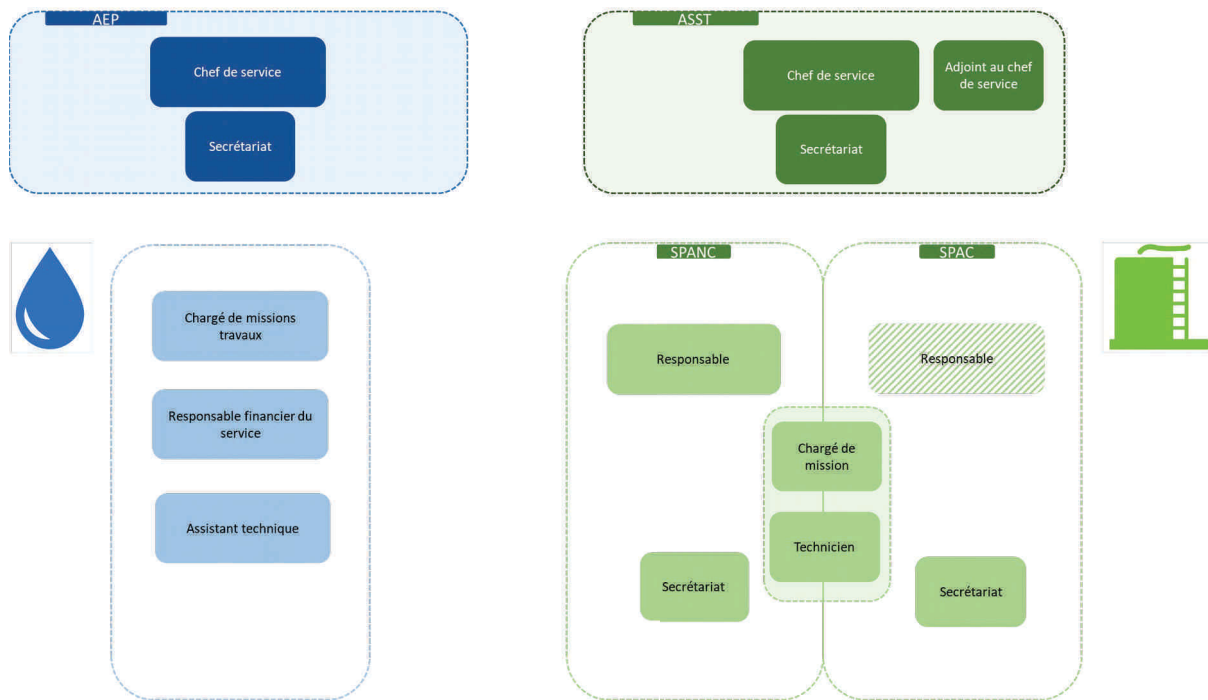 AEP
Chef de service
Secrétariat
ASST
Chef de service
Adjoint au chef
de service
Secrétariat
Chargé de missions
travaux
Responsable financier du
service
Assistant technique
SPANC
SPAC
Responsable
Responsable
Chargé de
mission
Technicien
Secrétariat
Secrétariat